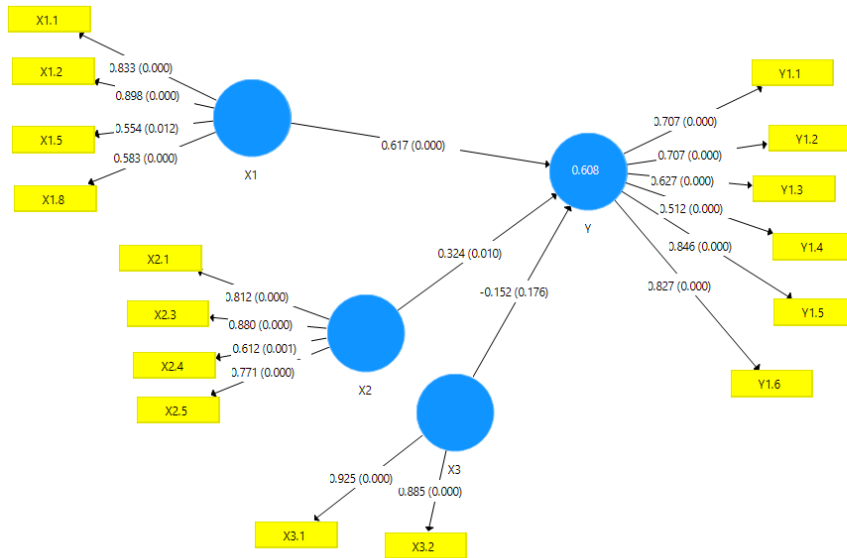 X1.1
X1.2
X1.5
X1.8
0.833 (0.000)
0.898 (0.000)
0.554 (0.012)
0.583 (0.000)
X1
0.617 (0.000)
0.608
Y
0.707 (0.000)
0.707 (0.000)
0.627 (0.000)
0.512 (0.000)
0.846 (0.000)
0.827 (0.000)
Y1.1
Y1.2
Y1.3
Y1.4
Y1.5
Y1.6
X2.1
X2.3
X2.4
X2.5
0.812 (0.000)
0.880 (0.000)
0.612 (0.001)
0.771 (0.000)
X2
0.324 (0.010)
-0.152 (0.176)
X3
0.925 (0.000)
0.885 (0.000)
X3.1
X3.2